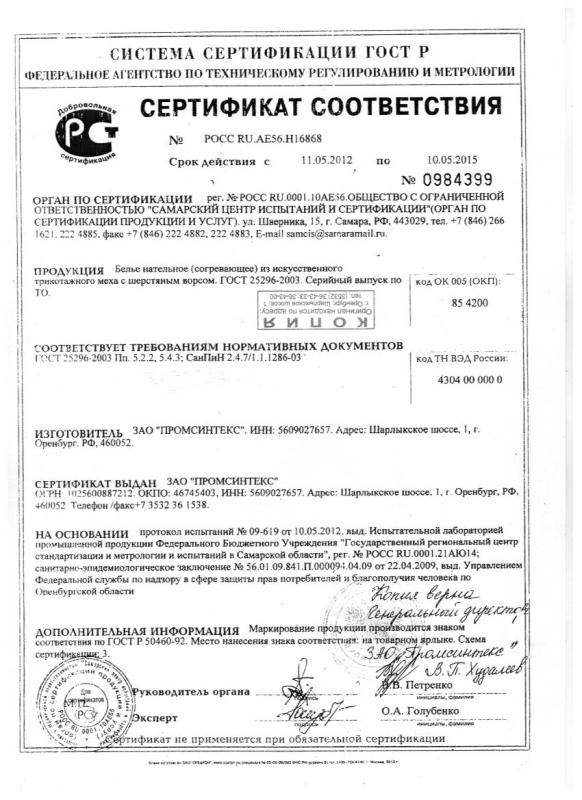 СИСТЕМА СЕРТИФИКАЦИИ ГОСТ Р
ФЕДЕРАЛЬНОЕ АГЕНТСТВО ПО ТЕХНИЧЕСКОМУ РЕГУЛИРОВАНИЮ И МЕТРОЛОГИИ
Добровольная
сертификация
СЕРТИФИКАТ СООТВЕТСТВИЯ
№ РОСС RU.АЕ56.Н16868
Срок действия с 11.05.2012 по 10.05.2015
№ 0984399
ОРГАН ПО СЕРТИФИКАЦИИ рег. № РОСС RU.0001.10АЕ56.ОБЩЕСТВО С ОГРАНИЧЕННОЙ
ОТВЕТСТВЕННОСТЬЮ "САМАРСКИЙ ЦЕНТР ИСПЫТАНИЙ И СЕРТИФИКАЦИИ"(ОРГАН ПО
СЕРТИФИКАЦИИ ПРОДУКЦИИ И УСЛУГ). ул. Шверника, 15, г. Самара, РФ, 443029, тел. +7 (846) 266
1621, 222 4885, факс +7 (846) 222 4882, 222 4883, E-mail samcis@samaramail.ru.
ПРОДУКЦИЯ Белье нательное (согревающее) из искусственного
трикотажного меха с шерстяным ворсом. ГОСТ 25296-2003. Серийный выпуск по
ТО.
код ОК 005 (ОКП):
85 4200
КОПИЯ
Оригинал находится по адресу:
г. Оренбург, Шарлыкское шоссе, 1
СООТВЕТСТВУЕТ ТРЕБОВАНИЯМ НОРМАТИВНЫХ ДОКУМЕНТОВ
ГОСТ 25296-2003 Пп. 5.2.2, 5.4.3; СанПиН 2.4.7/1.1.1286-03
код ТН ВЭД России:
4304 00 000 0
ИЗГОТОВИТЕЛЬ ЗАО "ПРОМСИНТЕКС". ИНН: 5609027657. Адрес: Шарлыкское шоссе, 1, г.
Оренбург. РФ, 460052.
СЕРТИФИКАТ ВЫДАН ЗАО "ПРОМСИНТЕКС"
ОГРН 1025600887212. ОКПО: 46745403, ИНН: 5609027657. Адрес: Шарлыкское шоссе. 1, г. Оренбург, РФ,
460052 Телефон /факс+7 3532 36 1538.
НА ОСНОВАНИИ протокол испытаний № 09-619 от 10.05.2012. выд. Испытательной лабораторией
промышленной продукции Федерального Бюджетного Учреждения "Государственный региональный центр
стандартизации и метрологии и испытаний в Самарской области", рег. № РОСС RU.0001.21АЮ14;
санитарно-эпидемиологическое заключение № 56.01.09.841.П.000094.04.09 от 22.04.2009, выд. Управлением
Федеральной службы по надзору в сфере защиты прав потребителей и благополучия человека по
Оренбургской области
Копия верна
Генеральный директор
ЗАО "Промсинтекс"
В. П. Худалеев
ДОПОЛНИТЕЛЬНАЯ ИНФОРМАЦИЯ Маркирование продукции производится знаком
соответствия по ГОСТ Р 50460-92. Место нанесения знака соответствия: на товарном ярлыке. Схема
сертификации: 3.
М.П.
Для
сертификатов
Руководитель органа
подпись
В.В. Петренко
инициалы, фамилия
Эксперт
подпись
О.А. Голубенко
инициалы, фамилия
Сертификат не применяется при обязательной сертификации